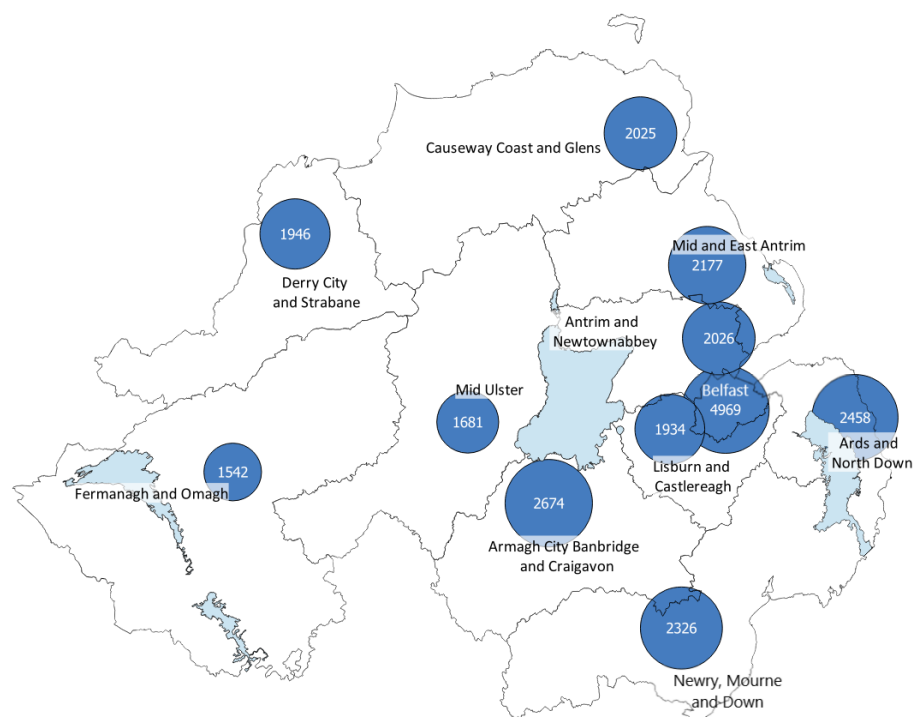 2025
Causeway Coast and Glens
1946
Mid and East Antrim
2177
Derry City
and Strabane
Antrim and
Newtownabbey
2026
Mid Ulster
Belfast
4969
1681
1934
2458
Ards and
North Down
Lisburn and
Castlereagh
1542
Fermanagh and Omagh
2674
Armagh City Banbridge
and Craigavon
2326
Newry, Mourne
and Down